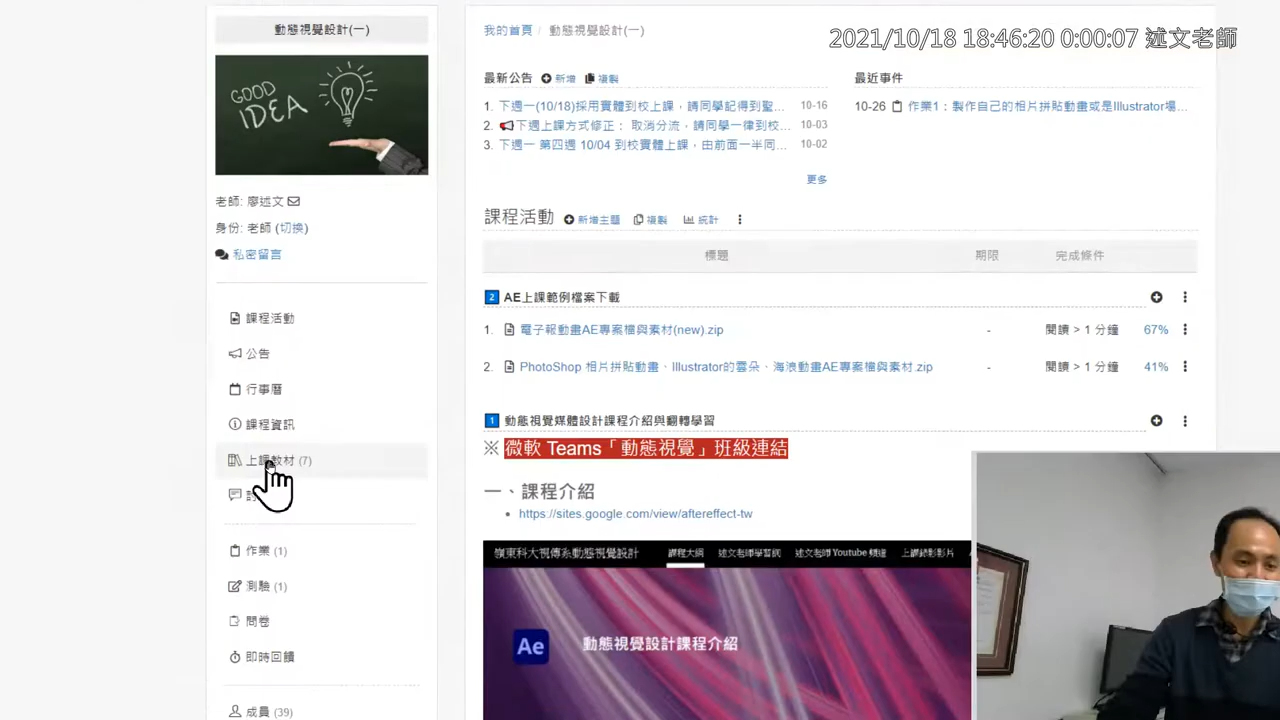 動態視覺設計(一)
GOOD
IDEA
老師: 廖述文
身份: 老師 (切換)
私密留言
課程活動
公告
行事曆
課程資訊
上課教材 (7)
作業 (1)
測驗 (1)
問卷
即時回饋
成員 (39)
我的首頁 / 動態視覺設計(一)
2021/10/18 18:46:20 0:00:07 述文老師
最新公告 新增 複製
1. 下週一(10/18)採用實體到校上課，請同學記得到聖... 10-16
2. 下週上課方式修正： 取消分流，請同學一律到校... 10-03
3. 下週一 第四週 10/04 到校實體上課，由前面一半同... 10-02
更多
最近事件
10-26 作業1：製作自己的相片拼貼動畫或是Illustrator場...
課程活動 新增主題 複製 統計
標題 期限 完成條件
2 AE上課範例檔案下載
1. 電子報動畫AE專案檔與素材(new).zip - 閱讀 > 1 分鐘 67%
2. PhotoShop 相片拼貼動畫、Illustrator的雲朵、海浪動畫AE專案檔與素材.zip - 閱讀 > 1 分鐘 41%
1 動態視覺媒體設計課程介紹與翻轉學習
※ 微軟 Teams「動態視覺」班級連結
一、課程介紹
• https://sites.google.com/view/aftereffect-tw
嶺東科大視傳系動態視覺設計 課程大綱 述文老師學習網 述文老師 Youtube 頻道 上課錄影影片
Ae 動態視覺設計課程介紹